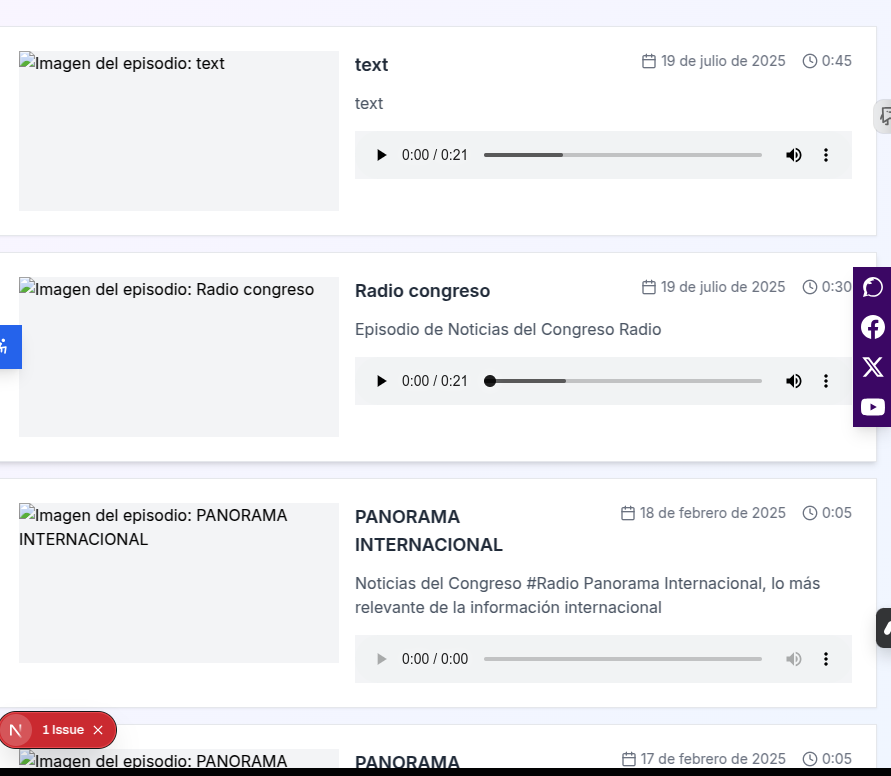 Imagen del episodio: text
text
19 de julio de 2025
0:45
text
0:00 / 0:21
Imagen del episodio: Radio congreso
Radio congreso
19 de julio de 2025
0:30
Episodio de Noticias del Congreso Radio
0:00 / 0:21
Imagen del episodio: PANORAMA
INTERNACIONAL
PANORAMA
INTERNACIONAL
18 de febrero de 2025
0:05
Noticias del Congreso #Radio Panorama Internacional, lo más
relevante de la información internacional
0:00 / 0:00
N
1 Issue
Imagen del episodio: PANORAMA
PANORAMA
17 de febrero de 2025
0:05